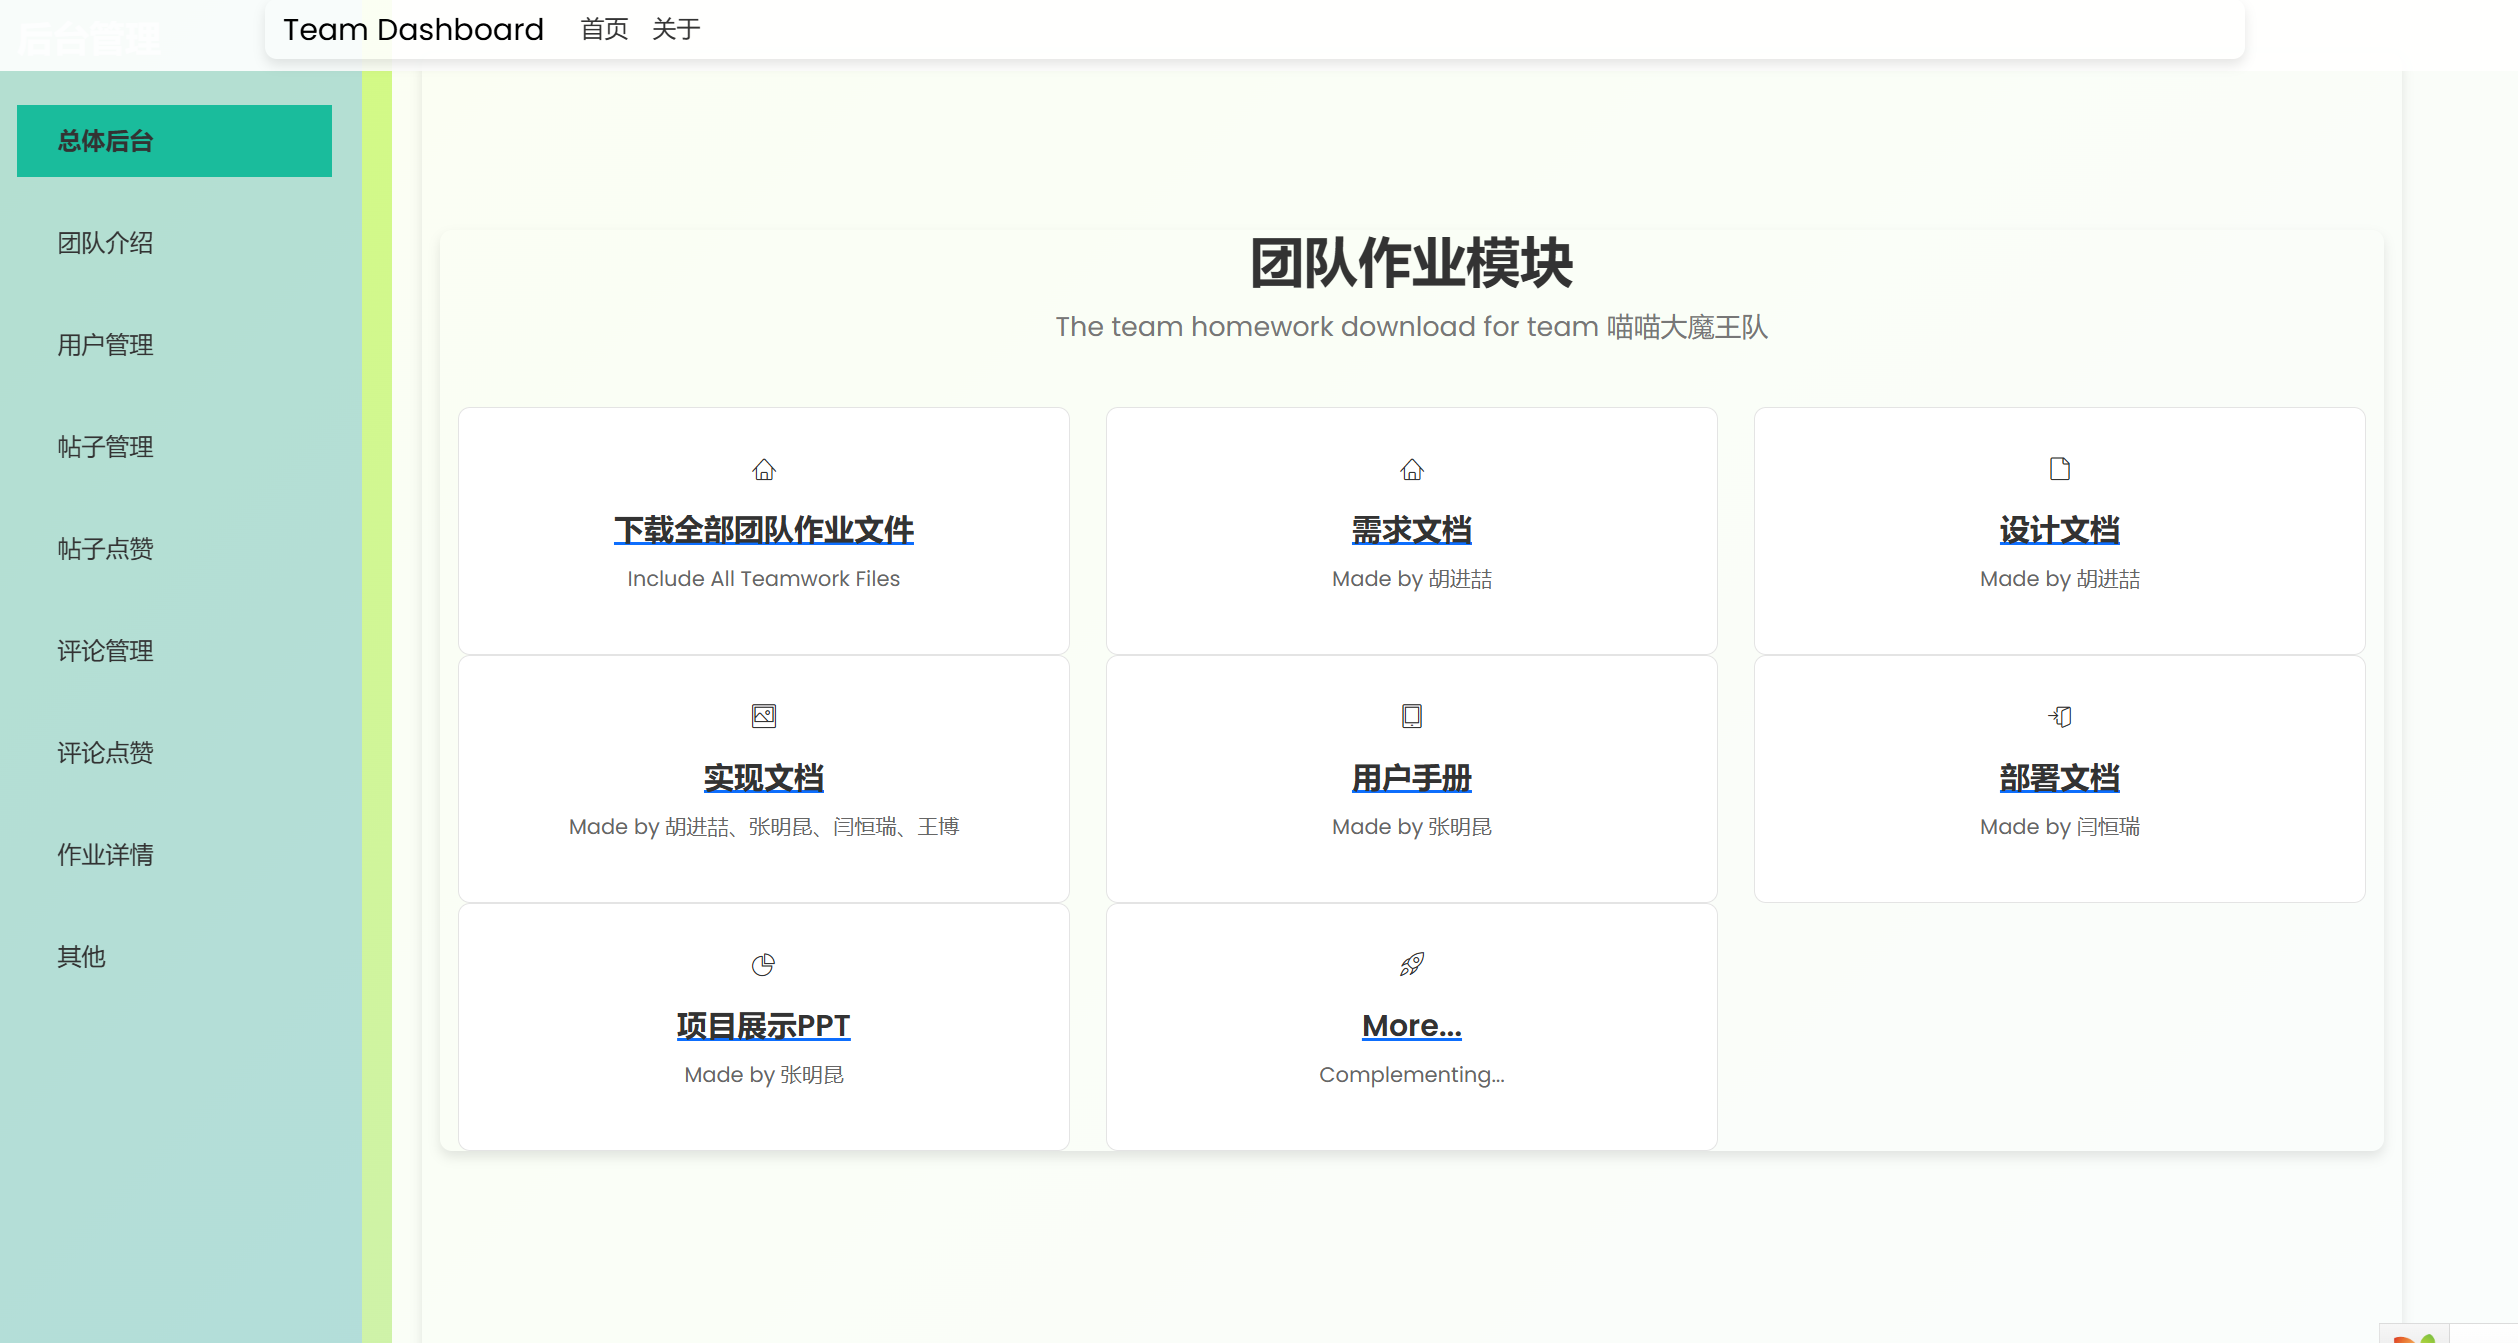 后台管理
Team Dashboard 首页 关于
总体后台
团队介绍
用户管理
帖子管理
帖子点赞
评论管理
评论点赞
作业详情
其他
团队作业模块
The team homework download for team 喵喵大魔王队
下载全部团队作业文件
Include All Teamwork Files
需求文档
Made by 胡进喆
设计文档
Made by 胡进喆
实现文档
Made by 胡进喆、张明昆、闫恒瑞、王博
用户手册
Made by 张明昆
部署文档
Made by 闫恒瑞
项目展示PPT
Made by 张明昆
More...
Complementing...